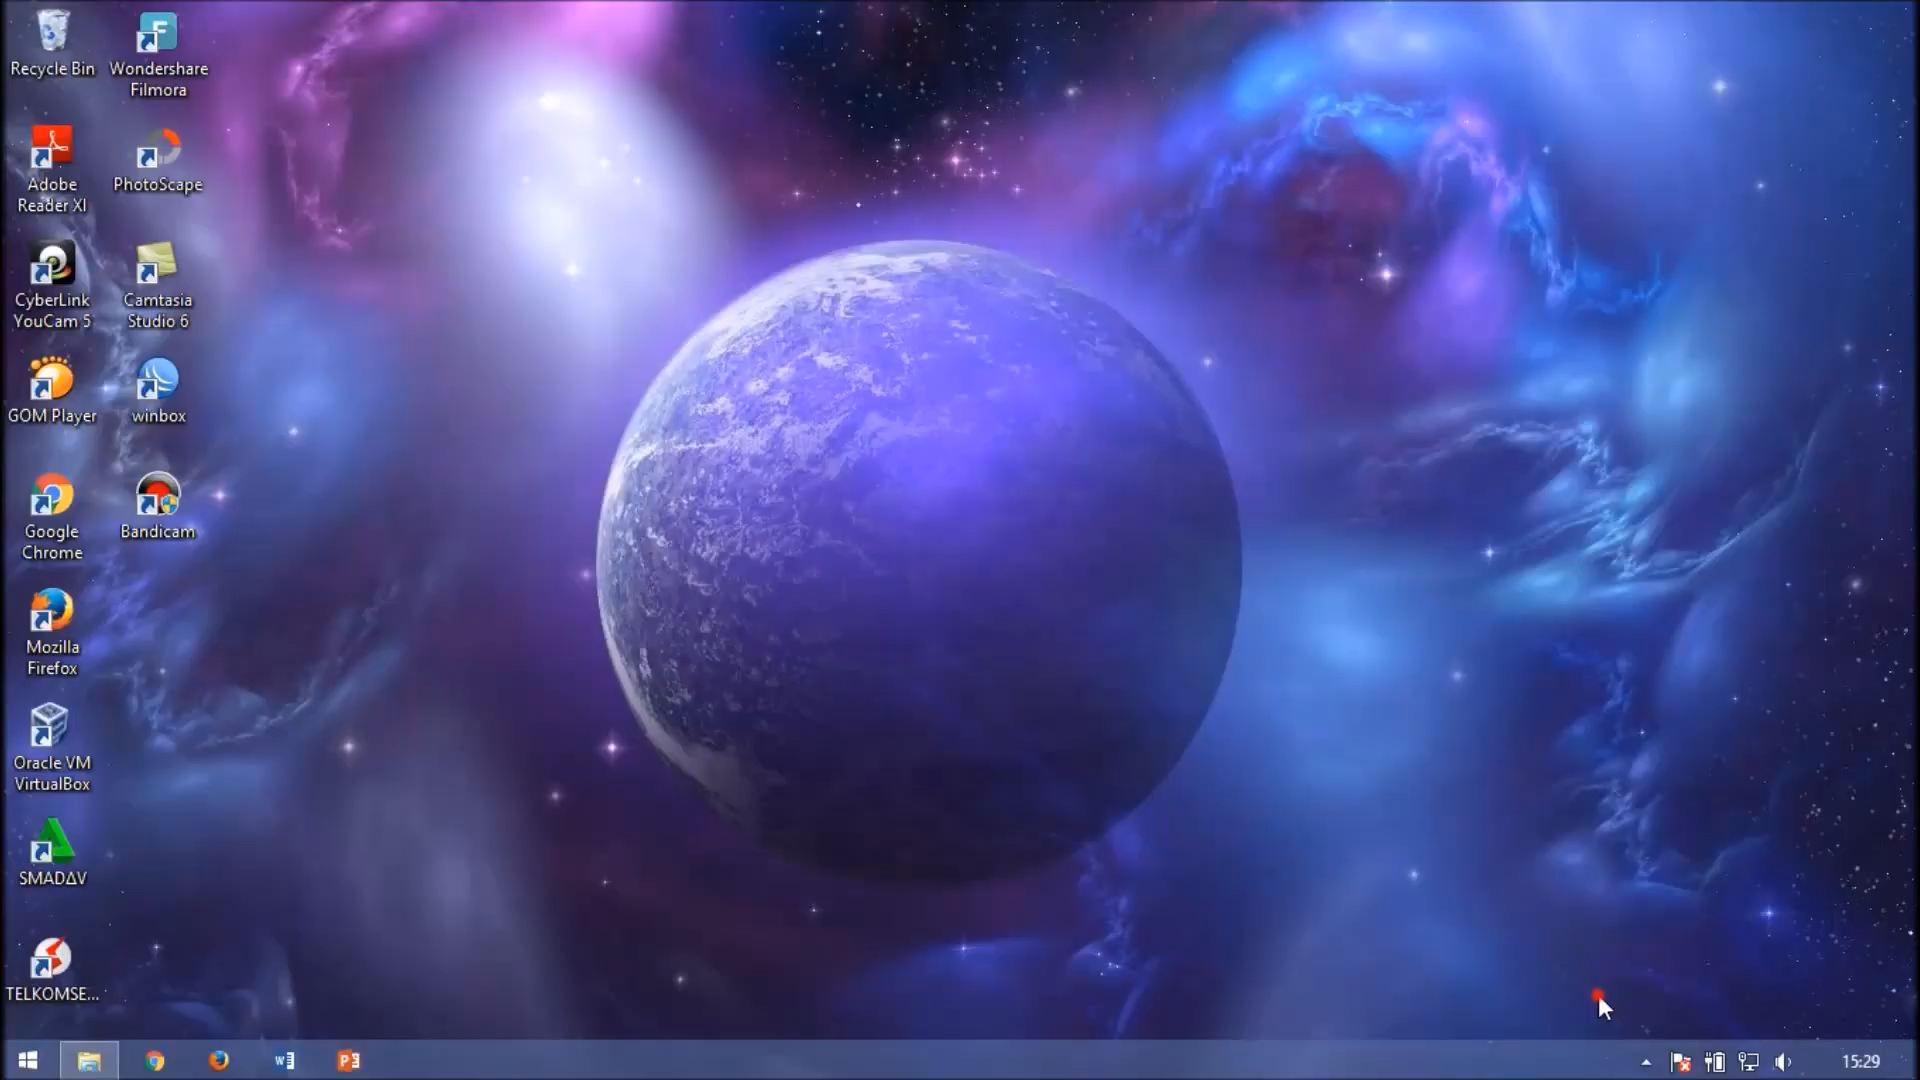 Recycle Bin
Wondershare
Filmora
Adobe
Reader XI
PhotoScape
CyberLink
YouCam 5
Camtasia
Studio 6
GOM Player
winbox
Google
Chrome
Bandicam
Mozilla
Firefox
Oracle VM
VirtualBox
SMADΔV
TELKOMSE...
15:29